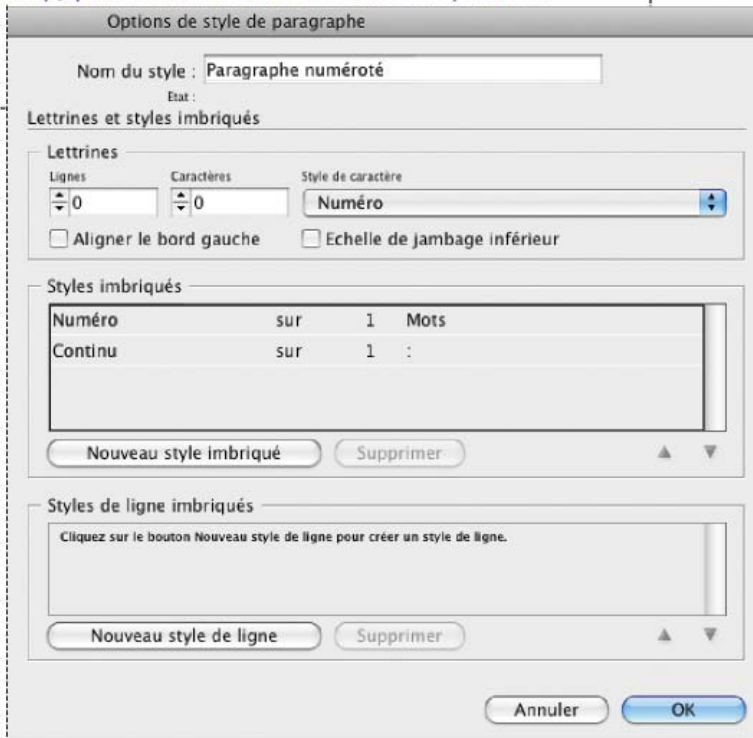 Options de style de paragraphe
Nom du style : Paragraphe numéroté
Etat :
Lettrines et styles imbriqués
Lettrines
Lignes Caractères Style de caractère
0 0 Numéro
Aligner le bord gauche Echelle de jambage inférieur
Styles imbriqués
Numéro sur 1 Mots
Continu sur 1 :
Nouveau style imbriqué Supprimer
Styles de ligne imbriqués
Cliquez sur le bouton Nouveau style de ligne pour créer un style de ligne.
Nouveau style de ligne Supprimer
Annuler OK